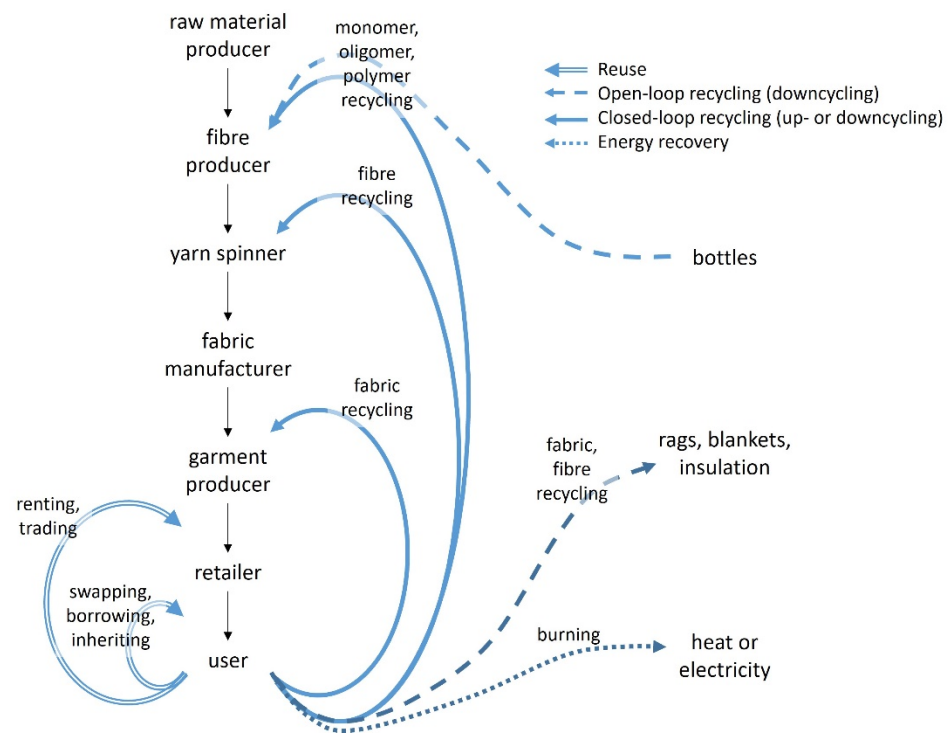 raw material
producer
monomer,
oligomer,
polymer
recycling
Reuse
Open-loop recycling (downcycling)
Closed-loop recycling (up- or downcycling)
Energy recovery
fibre
producer
fibre
recycling
yarn spinner
bottles
fabric
manufacturer
fabric
recycling
garment
producer
fabric,
fibre
recycling
rags, blankets,
insulation
renting,
trading
retailer
swapping,
borrowing,
inheriting
user
burning
heat or
electricity